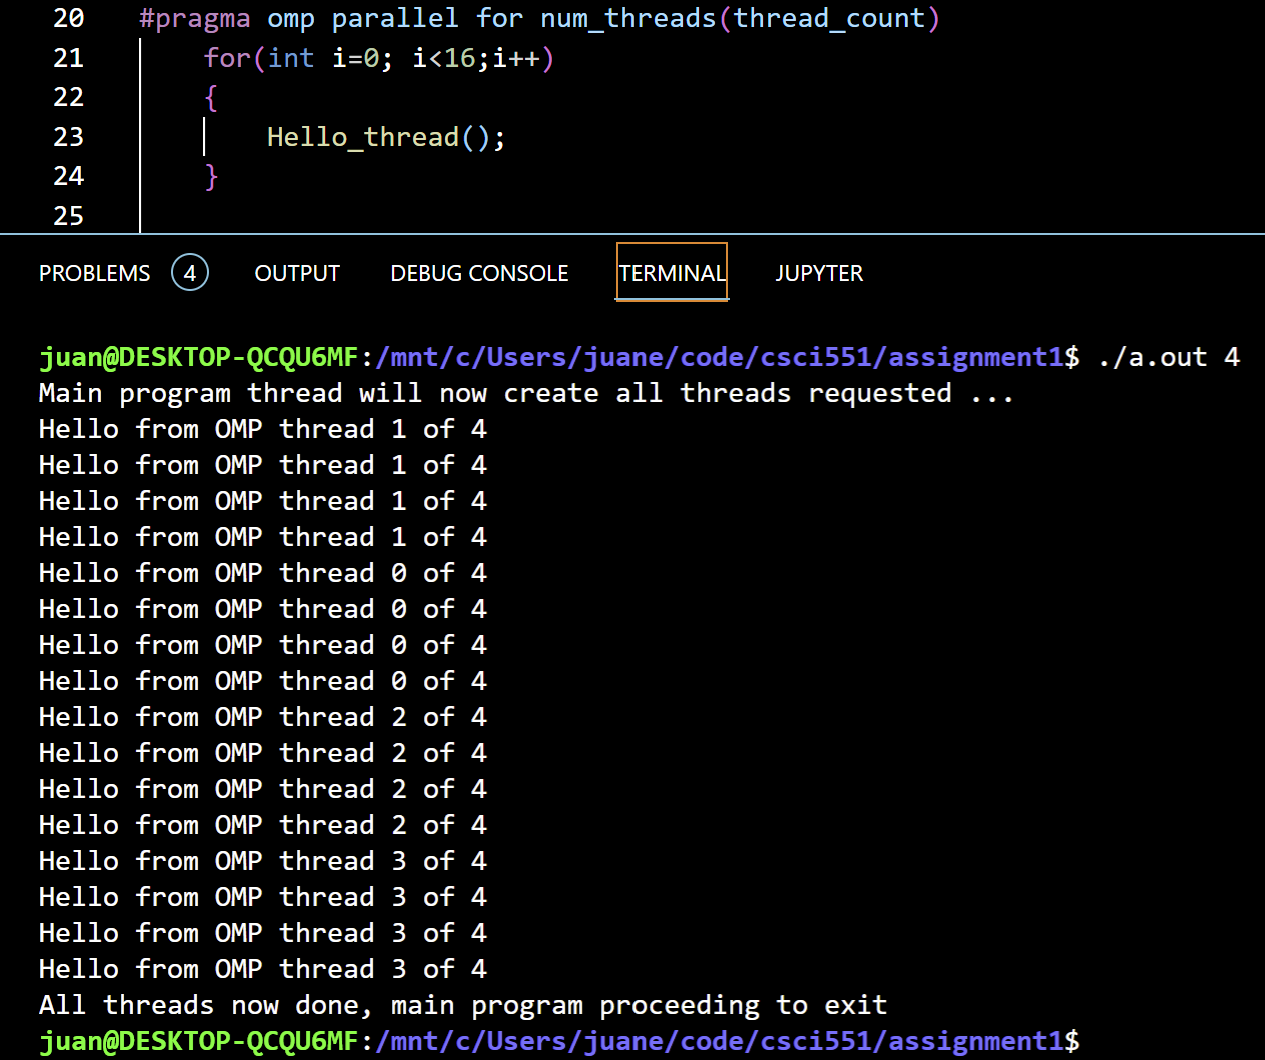 20 #pragma omp parallel for num_threads(thread_count)
21 for(int i=0; i<16;i++)
22 {
23 Hello_thread();
24 }
25
PROBLEMS 4 OUTPUT DEBUG CONSOLE TERMINAL JUPYTER
juan@DESKTOP-QCQU6MF:/mnt/c/Users/juane/code/csci551/assignment1$ ./a.out 4
Main program thread will now create all threads requested ...
Hello from OMP thread 1 of 4
Hello from OMP thread 1 of 4
Hello from OMP thread 1 of 4
Hello from OMP thread 1 of 4
Hello from OMP thread 0 of 4
Hello from OMP thread 0 of 4
Hello from OMP thread 0 of 4
Hello from OMP thread 0 of 4
Hello from OMP thread 2 of 4
Hello from OMP thread 2 of 4
Hello from OMP thread 2 of 4
Hello from OMP thread 2 of 4
Hello from OMP thread 3 of 4
Hello from OMP thread 3 of 4
Hello from OMP thread 3 of 4
Hello from OMP thread 3 of 4
All threads now done, main program proceeding to exit
juan@DESKTOP-QCQU6MF:/mnt/c/Users/juane/code/csci551/assignment1$